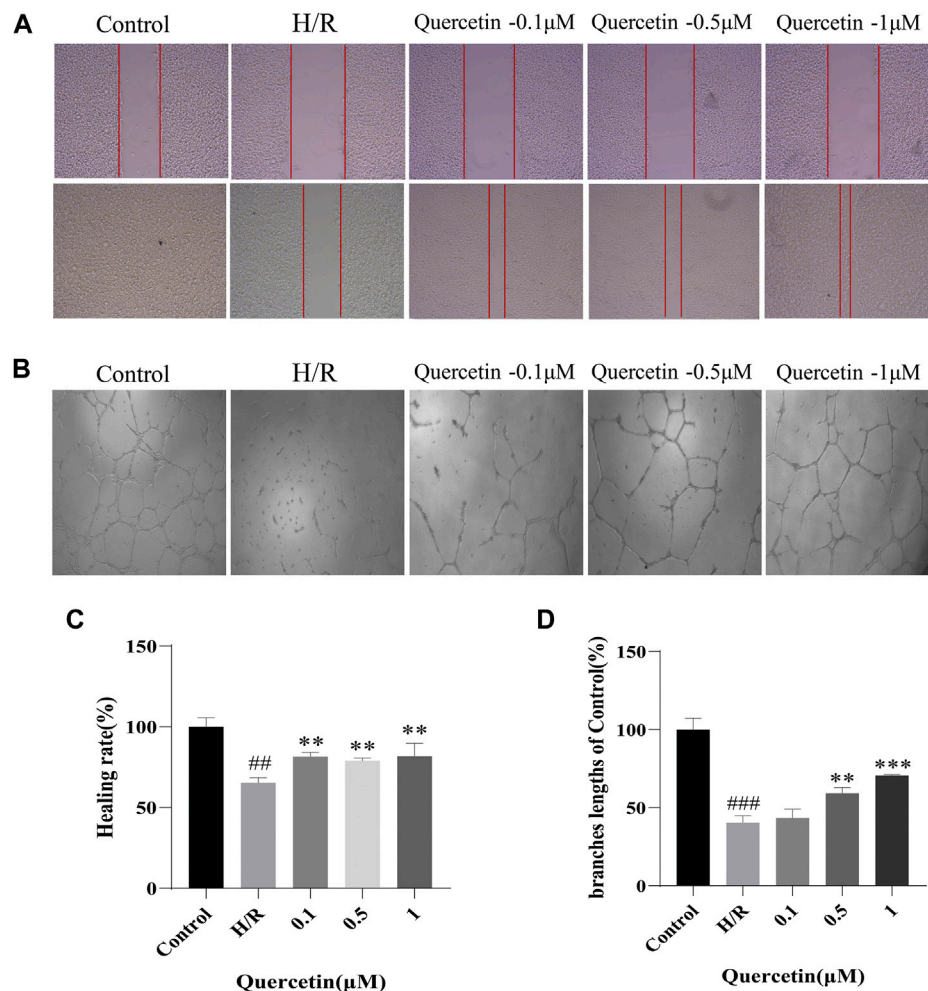 A
Control H/R Quercetin -0.1μM Quercetin -0.5μM Quercetin -1μM
B
Control H/R Quercetin -0.1μM Quercetin -0.5μM Quercetin -1μM
C
Healing rate(%)
150
100
50
0
## ** ** **
Control H/R 0.1 0.5 1
Quercetin(μM)
D
branches lengths of Control(%)
150
100
50
0
### ** ***
Control H/R 0.1 0.5 1
Quercetin(μM)